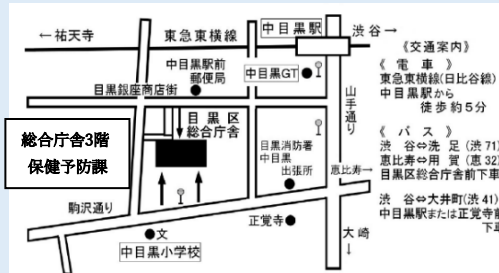 ←祐天寺
東急東横線
中目黒駅
渋谷→
中目黒駅前
郵便局
中目黒GT
目黒銀座商店街
山手通り
目黒区
総合庁舎
総合庁舎3階
保健予防課
目黒消防署
中目黒
出張所
恵比寿→
駒沢通り
正覚寺
文
中目黒小学校
大崎
↓
《交通案内》
《電車》
東急東横線(日比谷線)
中目黒駅から
徒歩約5分
《バス》
渋谷⇔洗足(渋71)
恵比寿⇔用賀(恵32)
目黒区総合庁舎前下車
渋谷⇔大井町(渋41)
中目黒駅または正覚寺前
下車